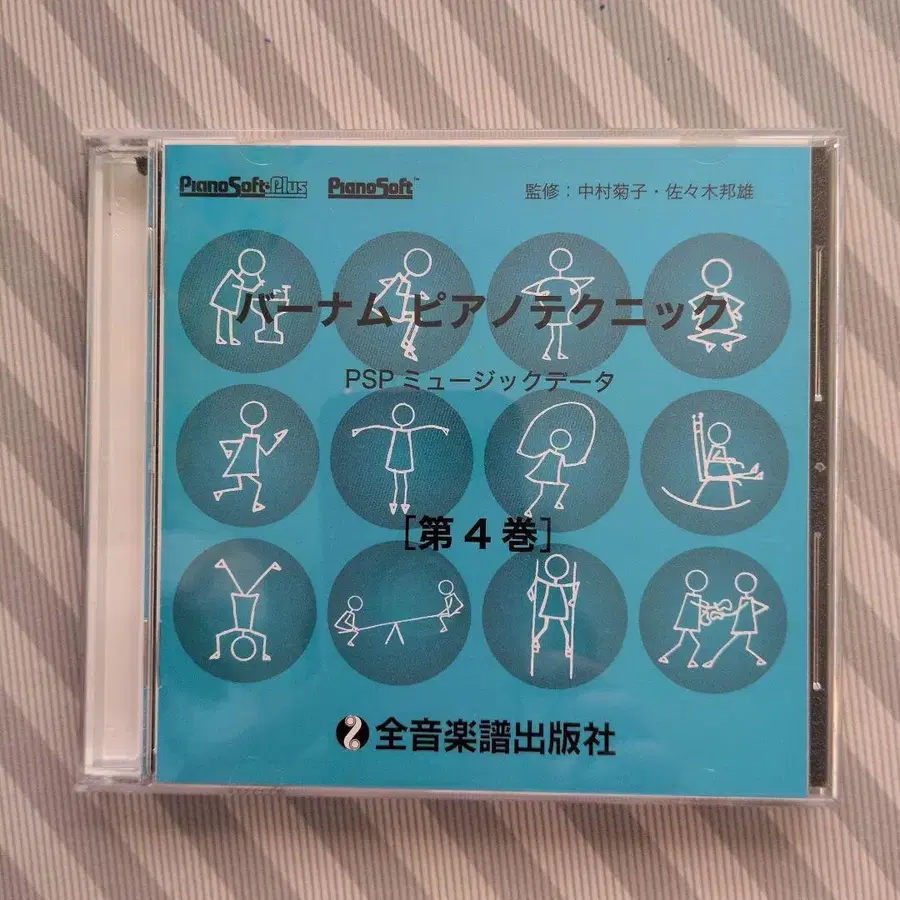 PianoSoft・Plus PianoSoft™ 監修：中村菊子・佐々木邦雄
バーナム ピアノテクニック
PSP ミュージックデータ
［第4巻］
全音楽譜出版社